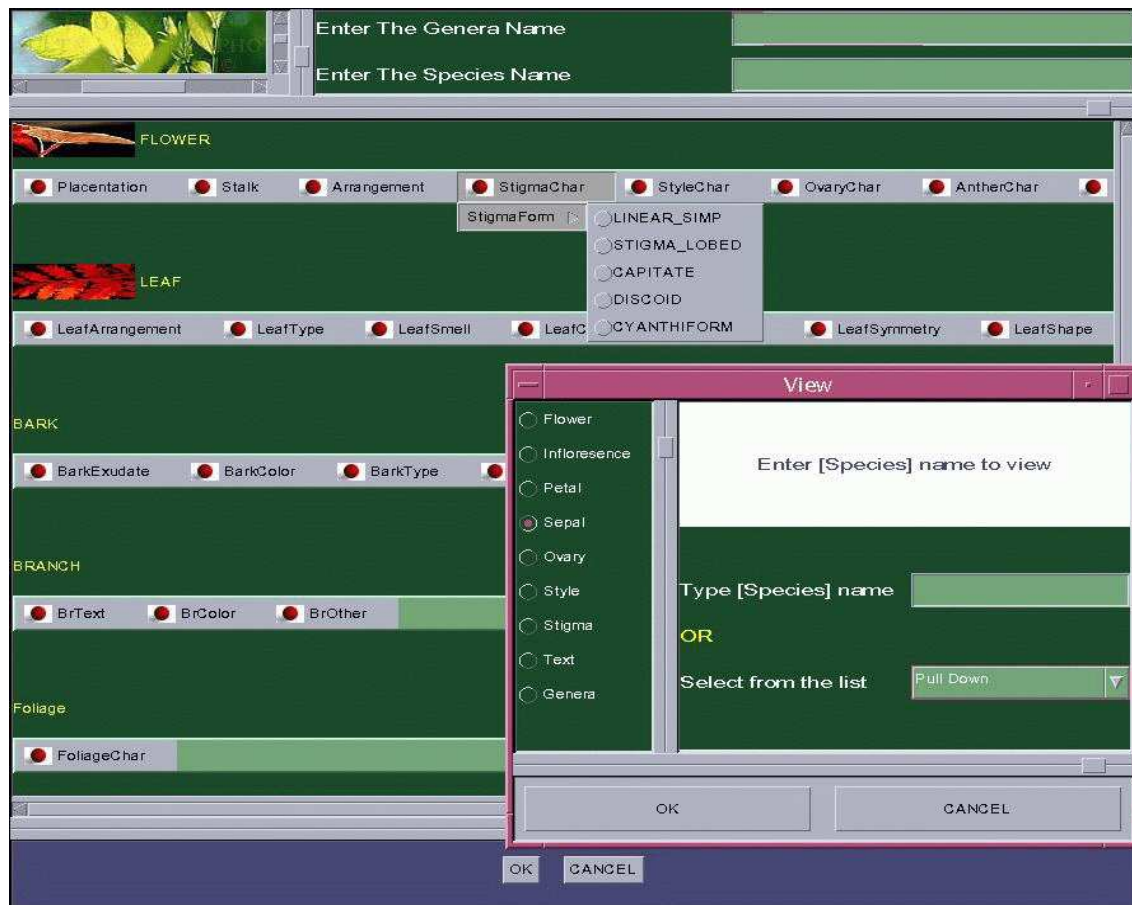 PHO
Enter The Genera Name
Enter The Species Name
FLOWER
Placentation Stalk Arrangement StigmaChar StyleChar OvaryChar AntherChar
StigmaForm
LINEAR_SIMP
STIGMA_LOBED
CAPITATE
DISCOID
CYANTHIFORM
LEAF
LeafArrangement LeafType LeafSmell LeafC LeafSymmetry LeafShape
BARK
BarkExudate BarkColor BarkType
BRANCH
BrText BrColor BrOther
Foliage
FoliageChar
View
Flower
Infloresence
Petal
Sepal
Ovary
Style
Stigma
Text
Genera
Enter [Species] name to view
Type [Species] name
OR
Select from the list Pull Down
OK CANCEL
OK CANCEL